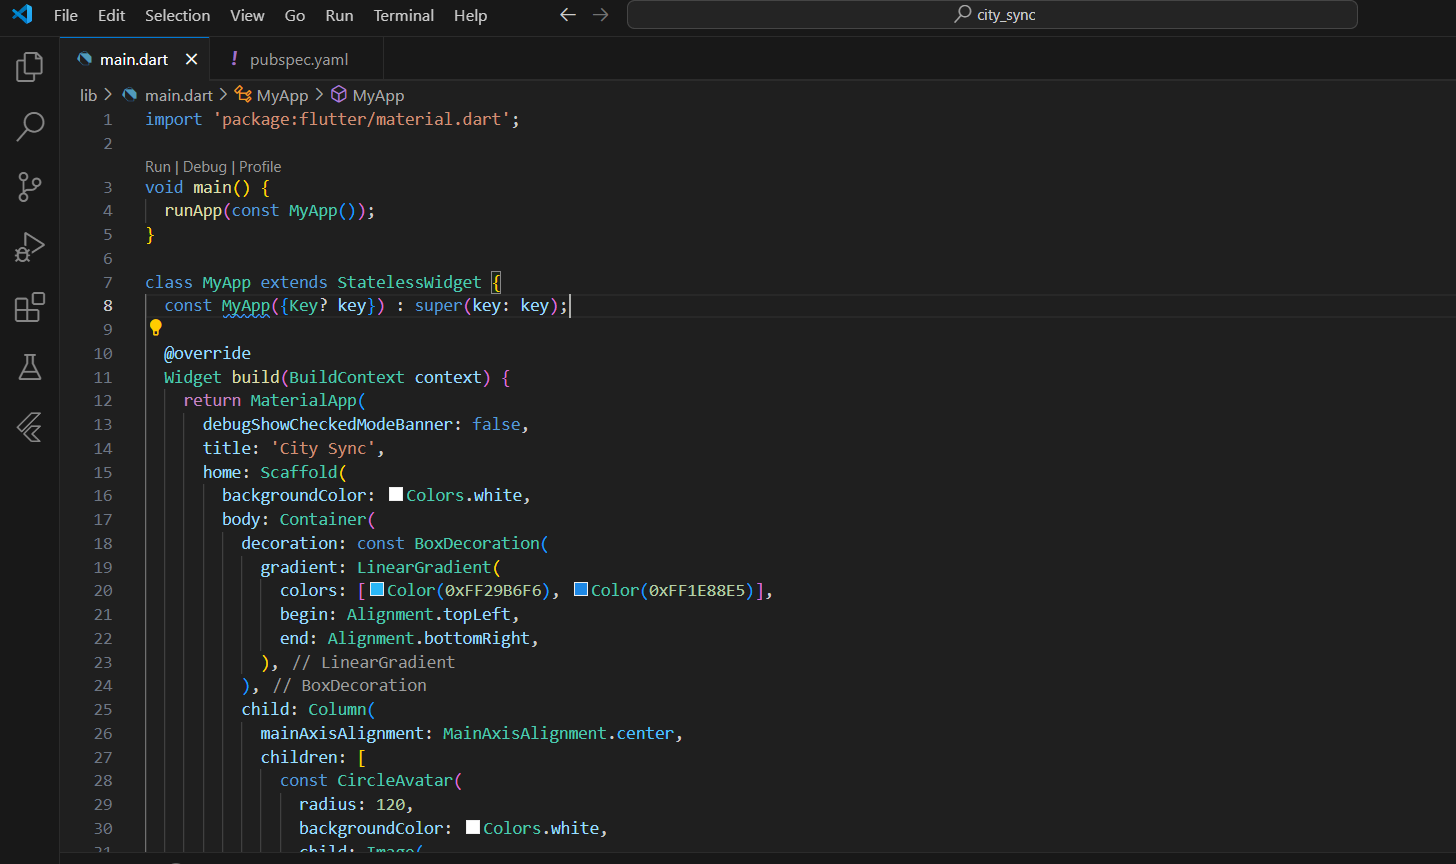 File Edit Selection View Go Run Terminal Help
city_sync
main.dart
! pubspec.yaml
lib > main.dart > MyApp > MyApp
1 import 'package:flutter/material.dart';
2
Run | Debug | Profile
3 void main() {
4 runApp(const MyApp());
5 }
6
7 class MyApp extends StatelessWidget {
8 const MyApp({Key? key}) : super(key: key);
9
10 @override
11 Widget build(BuildContext context) {
12 return MaterialApp(
13 debugShowCheckedModeBanner: false,
14 title: 'City Sync',
15 home: Scaffold(
16 backgroundColor: Colors.white,
17 body: Container(
18 decoration: const BoxDecoration(
19 gradient: LinearGradient(
20 colors: [Color(0xFF29B6F6), Color(0xFF1E88E5)],
21 begin: Alignment.topLeft,
22 end: Alignment.bottomRight,
23 ), // LinearGradient
24 ), // BoxDecoration
25 child: Column(
26 mainAxisAlignment: MainAxisAlignment.center,
27 children: [
28 const CircleAvatar(
29 radius: 120,
30 backgroundColor: Colors.white,
31 child: Image(